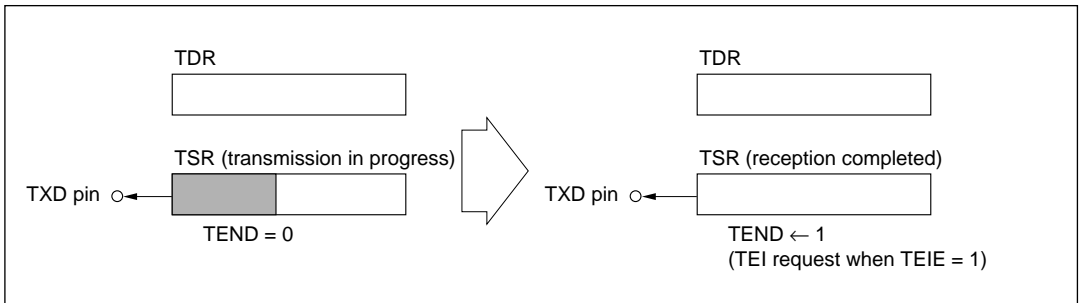 TDR
TSR (transmission in progress)
TXD pin
TEND = 0
TDR
TSR (reception completed)
TXD pin
TEND ← 1
(TEI request when TEIE = 1)